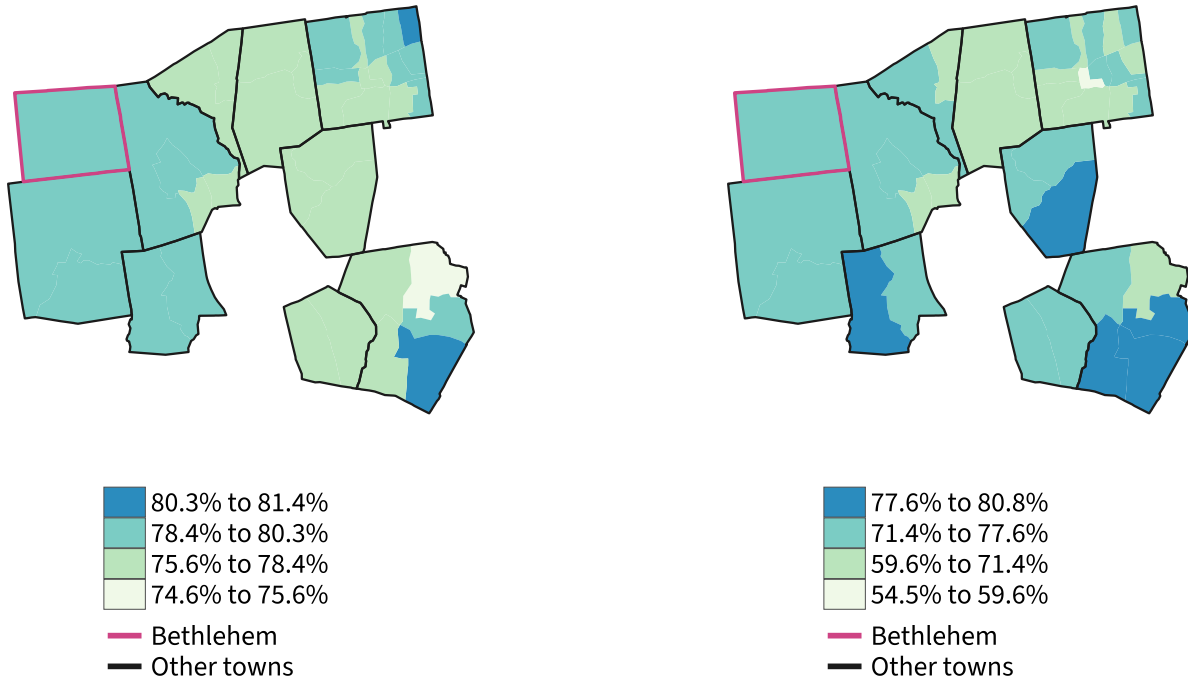 80.3% to 81.4%
78.4% to 80.3%
75.6% to 78.4%
74.6% to 75.6%
Bethlehem
Other towns
77.6% to 80.8%
71.4% to 77.6%
59.6% to 71.4%
54.5% to 59.6%
Bethlehem
Other towns